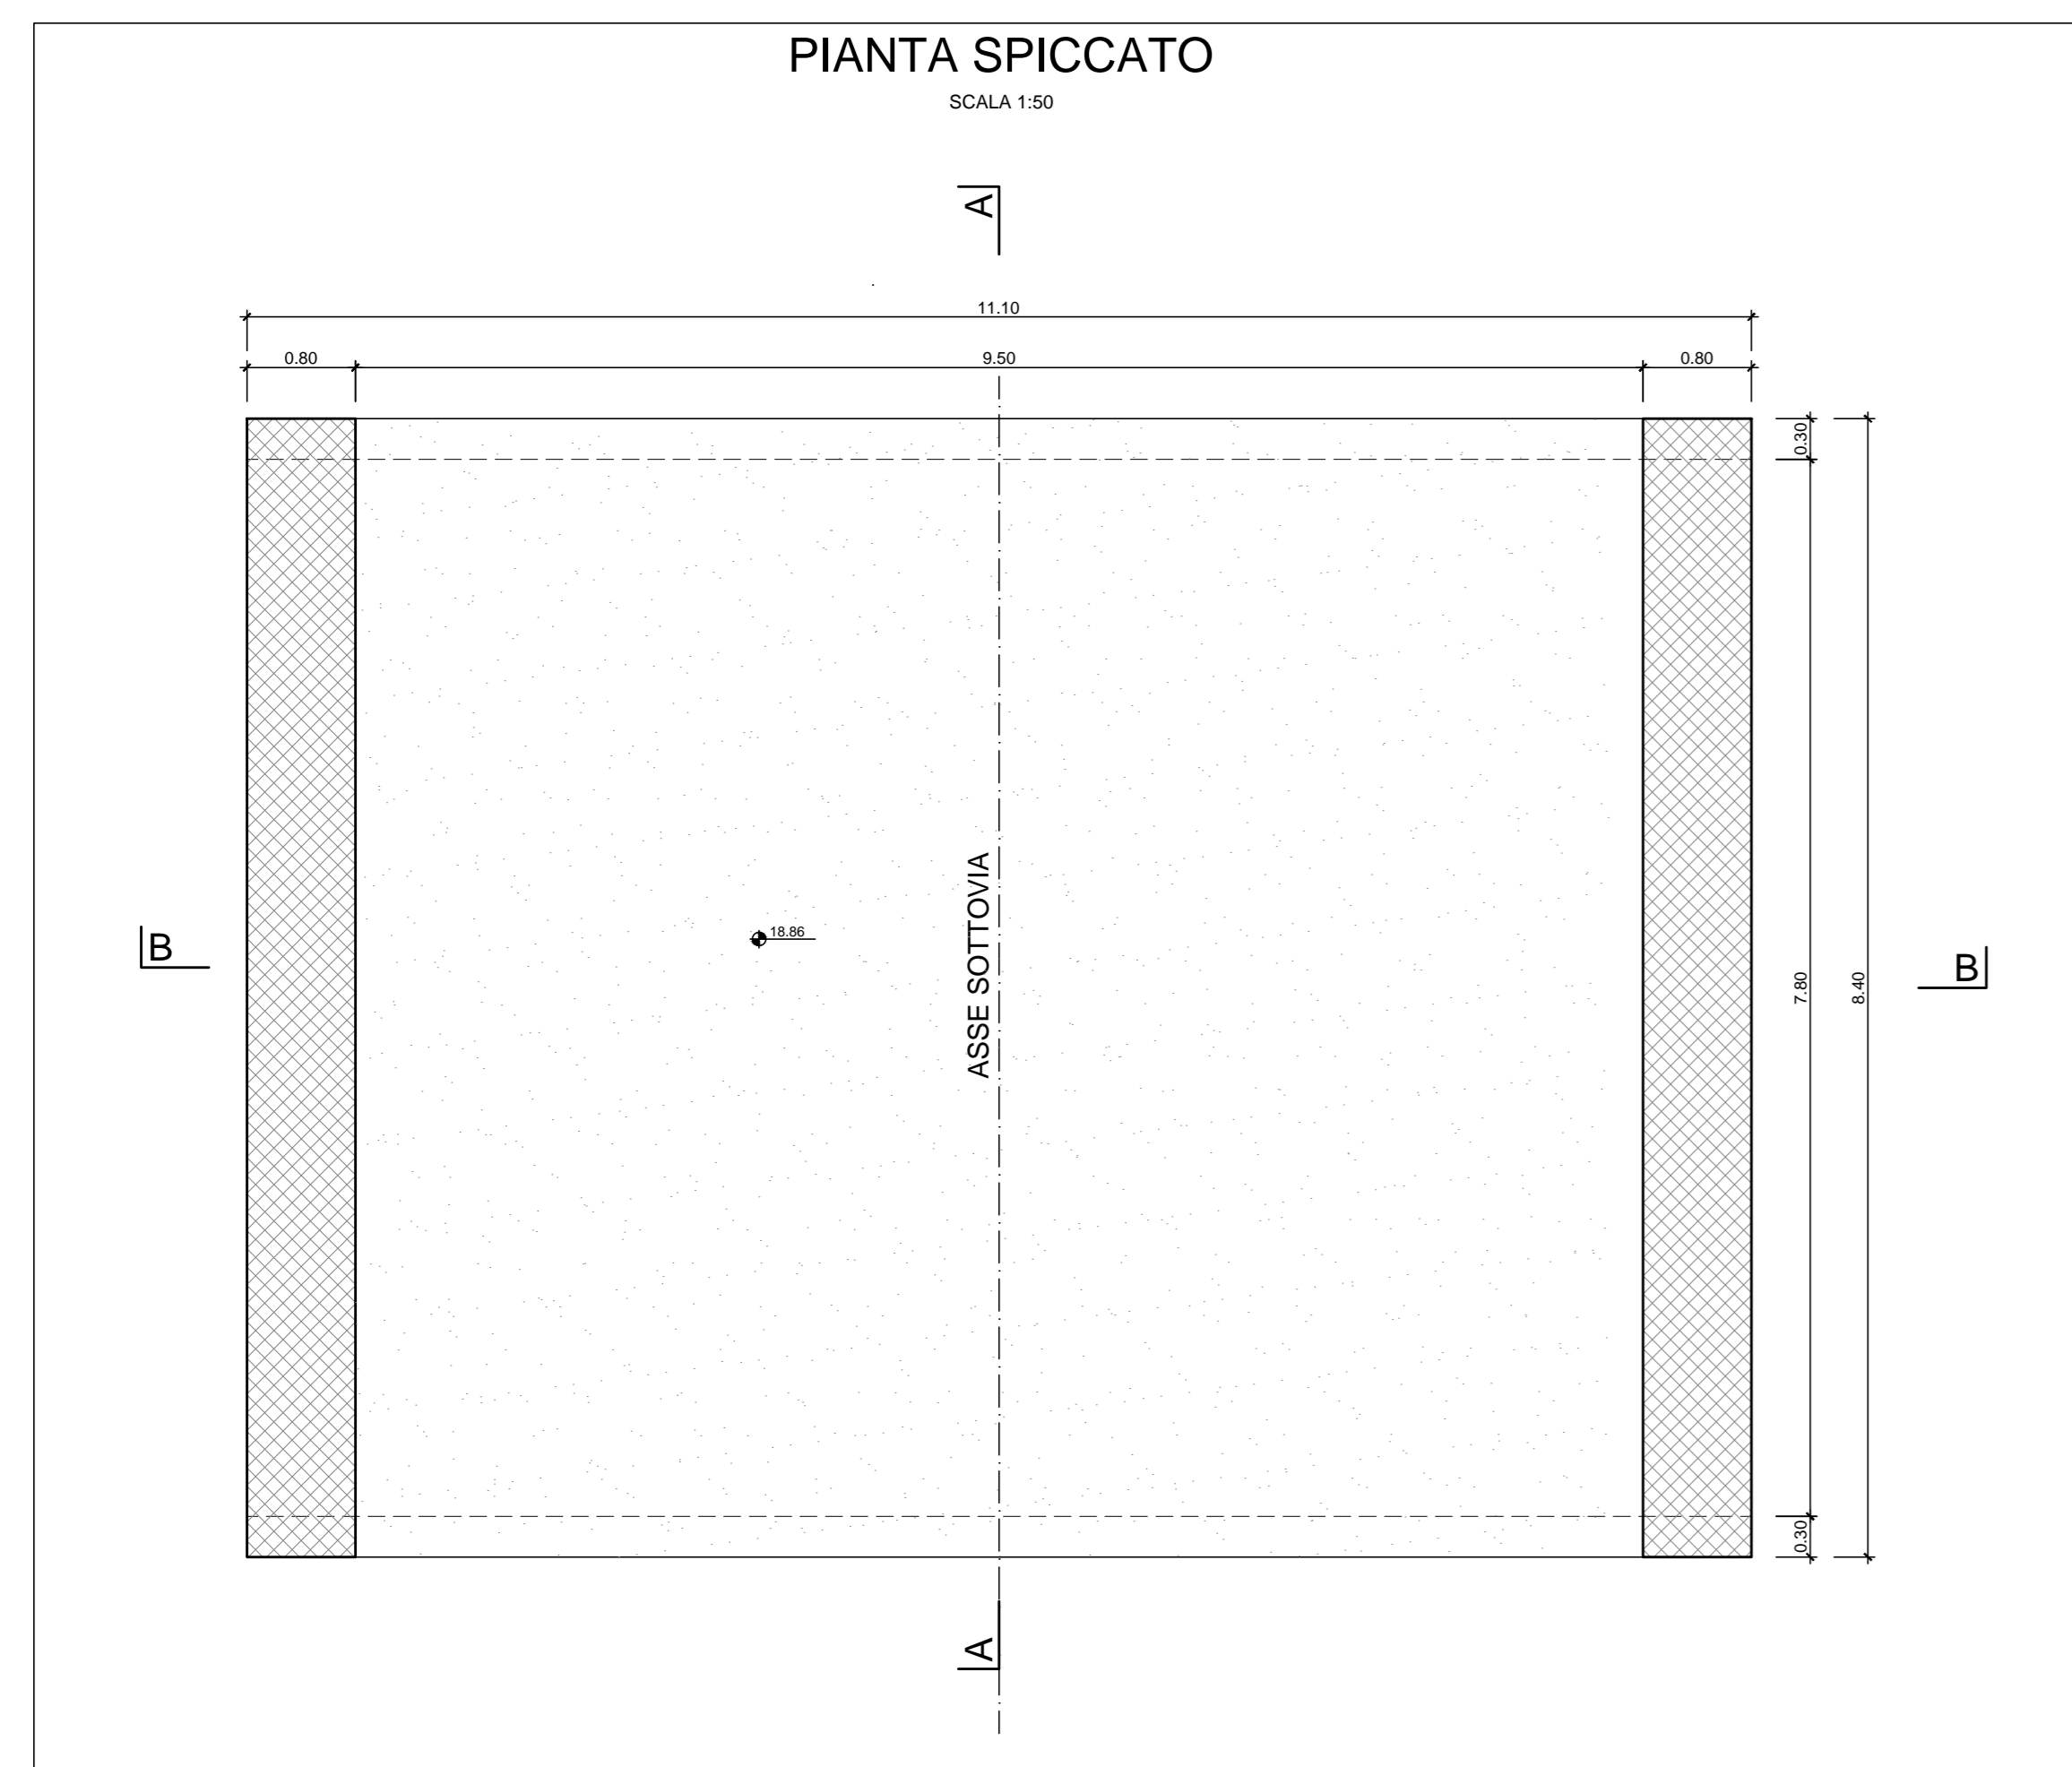 PIANTA SPICCATO
SCALA 1:50
A
11.10
0.80
9.50
0.80
0.30
B
18.86
ASSE SOTTOVIA
7.80
8.40
B
0.30
A